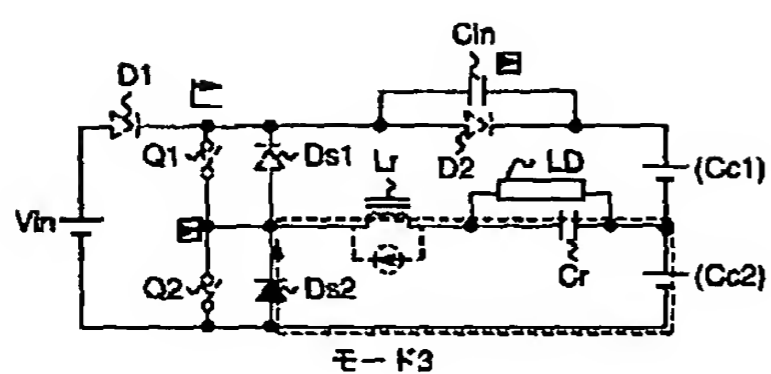 Cin
D1
Q1
Ds1
Lr
D2
LD
(Cc1)
Vin
Q2
Ds2
Cr
(Cc2)
モード3